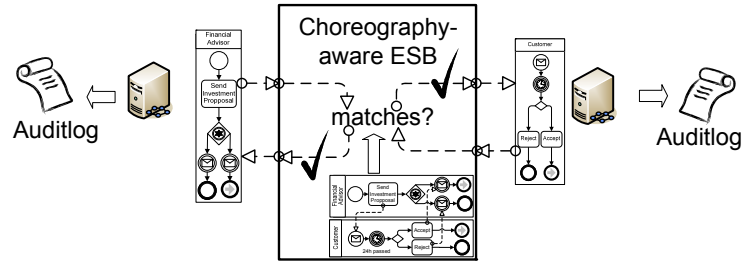 Financial
Advisor
Send
Investment
Propposal
Auditlog
Choreography-
aware ESB
matches?
Financial
Advisor
Send
Investment
Propposal
Customer
Accept
Reject
24h passed
Customer
Reject
Accept
Auditlog